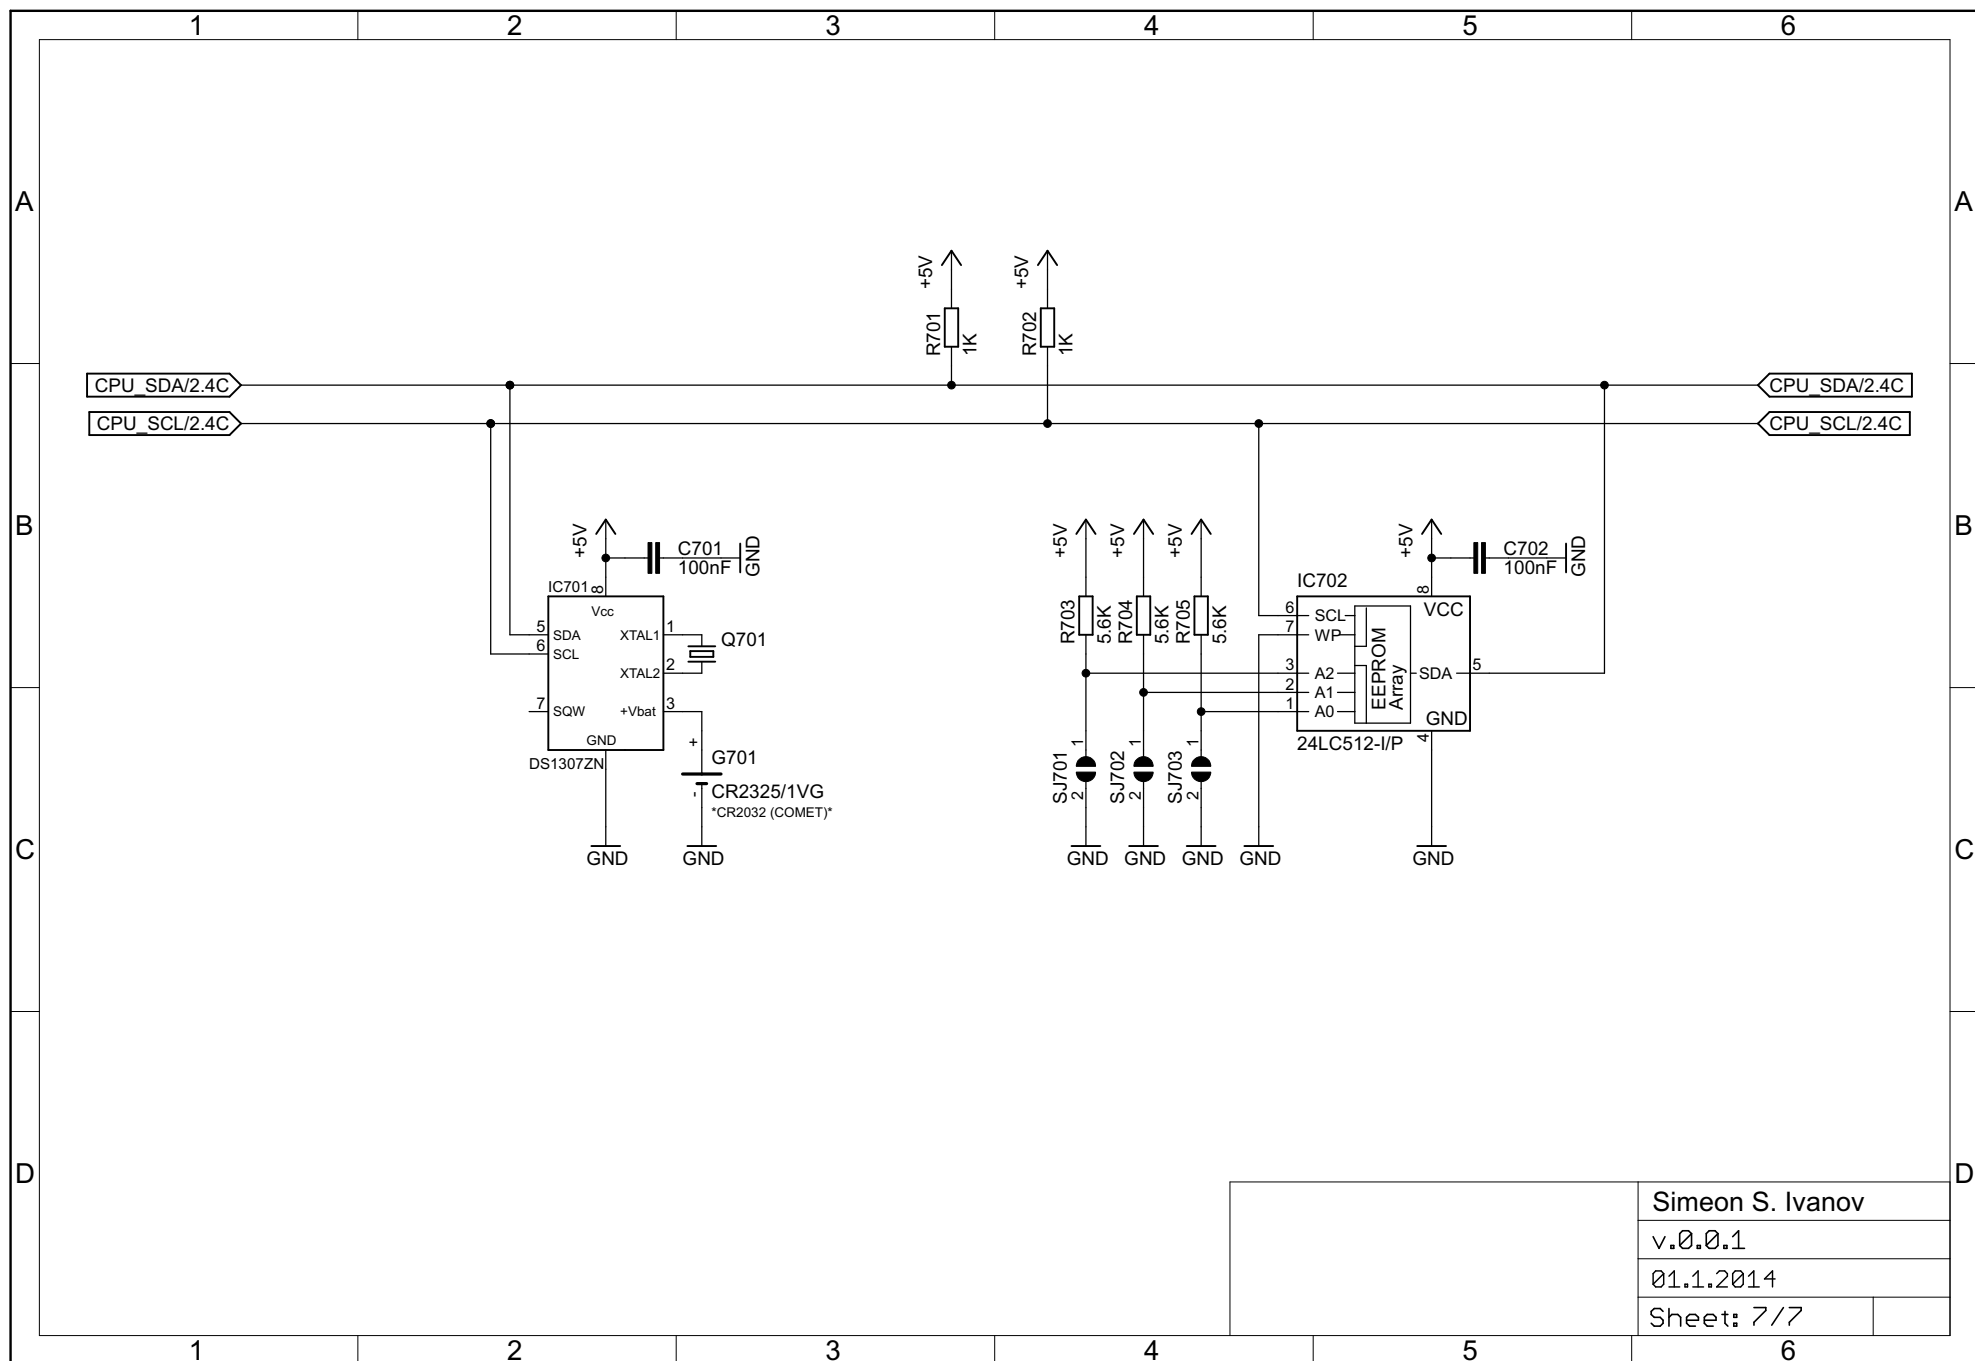 1 2 3 4 5 6
A A
+5V +5V
R701 1K R702 1K
CPU_SDA/2.4C CPU_SDA/2.4C
CPU_SCL/2.4C CPU_SCL/2.4C
B B
+5V C701 GND
100nF
+5V +5V +5V
+5V C702 GND
100nF
IC701 8
Vcc
5 SDA XTAL1 1
6 SCL
Q701
XTAL2 2
7 SQW +Vbat 3
GND
DS1307ZN
+ G701
- CR2325/1VG
*CR2032 (COMET)*
GND GND
R703 5.6K R704 5.6K R705 5.6K
IC702 8
VCC
6 SCL
7 WP
3 A2 EEPROM Array SDA 5
2 A1
1 A0 GND
24LC512-I/P 4
SJ701 1 2 SJ702 1 2 SJ703 1 2
GND GND GND GND GND
C C
D D
Simeon S. Ivanov
v.0.0.1
01.1.2014
Sheet: 7/7
1 2 3 4 5 6